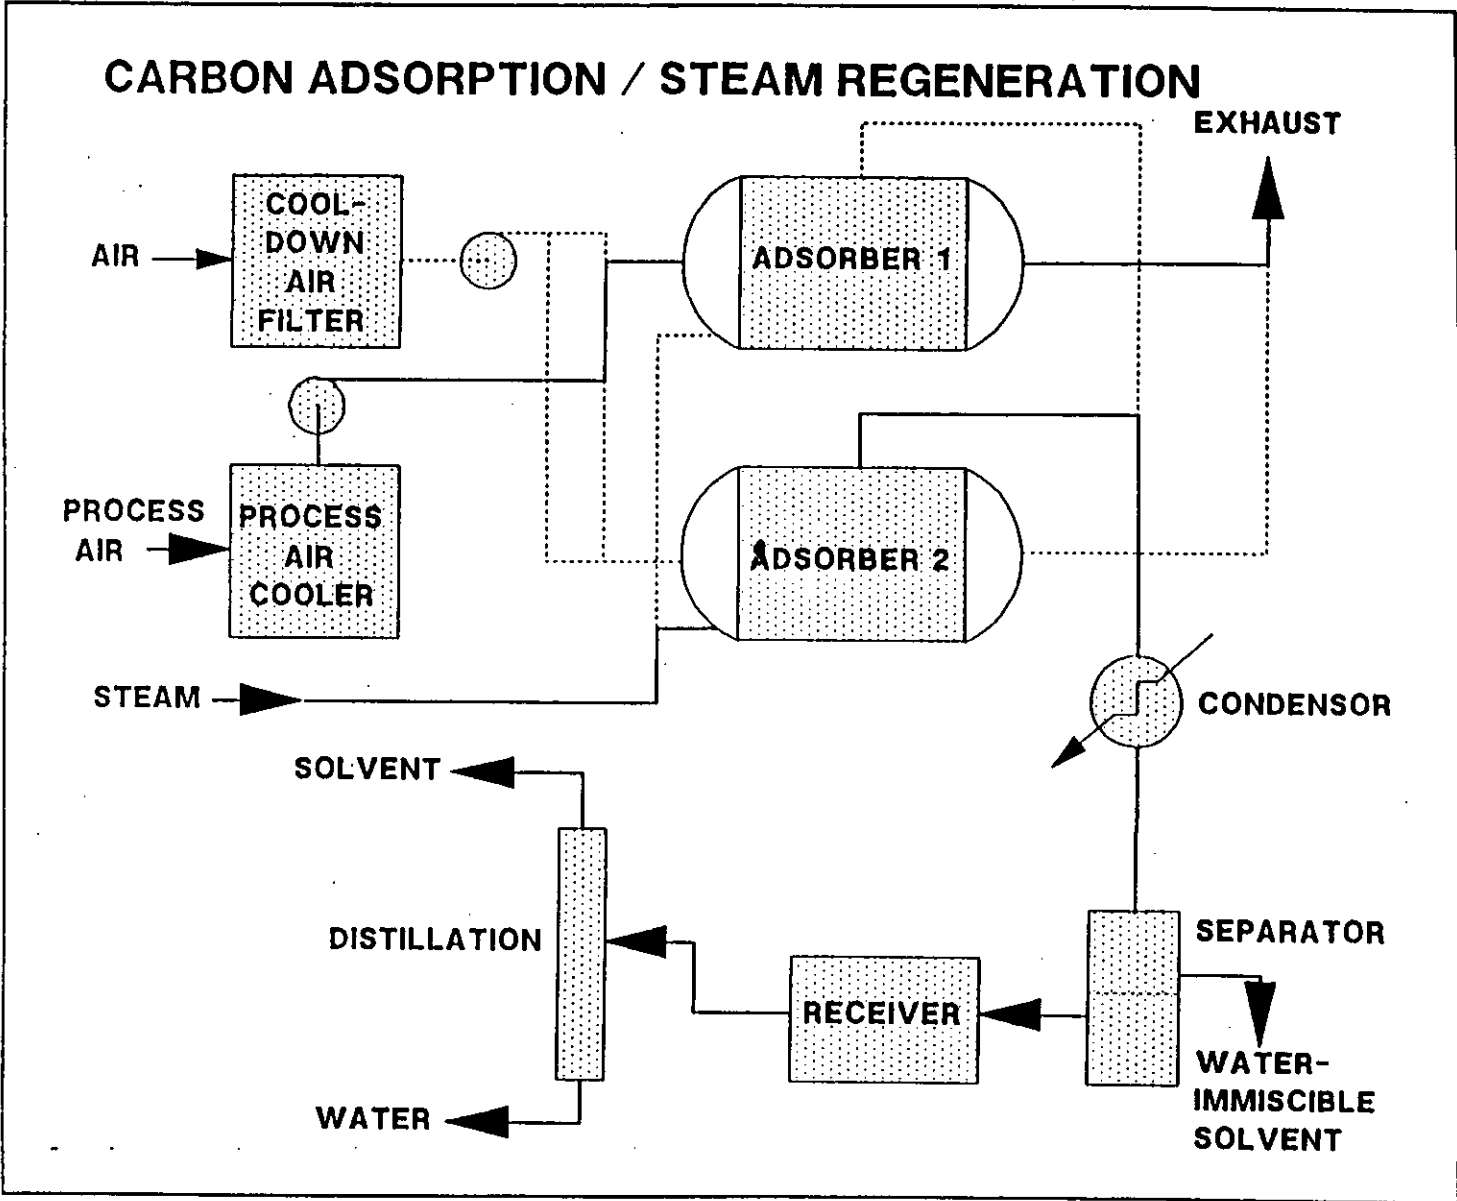 CARBON ADSORPTION / STEAM REGENERATION
EXHAUST
COOL-
DOWN
AIR
FILTER
AIR
ADSORBER 1
PROCESS
AIR
PROCESS
AIR
COOLER
ADSORBER 2
STEAM
CONDENSOR
SOLVENT
DISTILLATION
SEPARATOR
RECEIVER
WATER-
IMMISCIBLE
SOLVENT
WATER